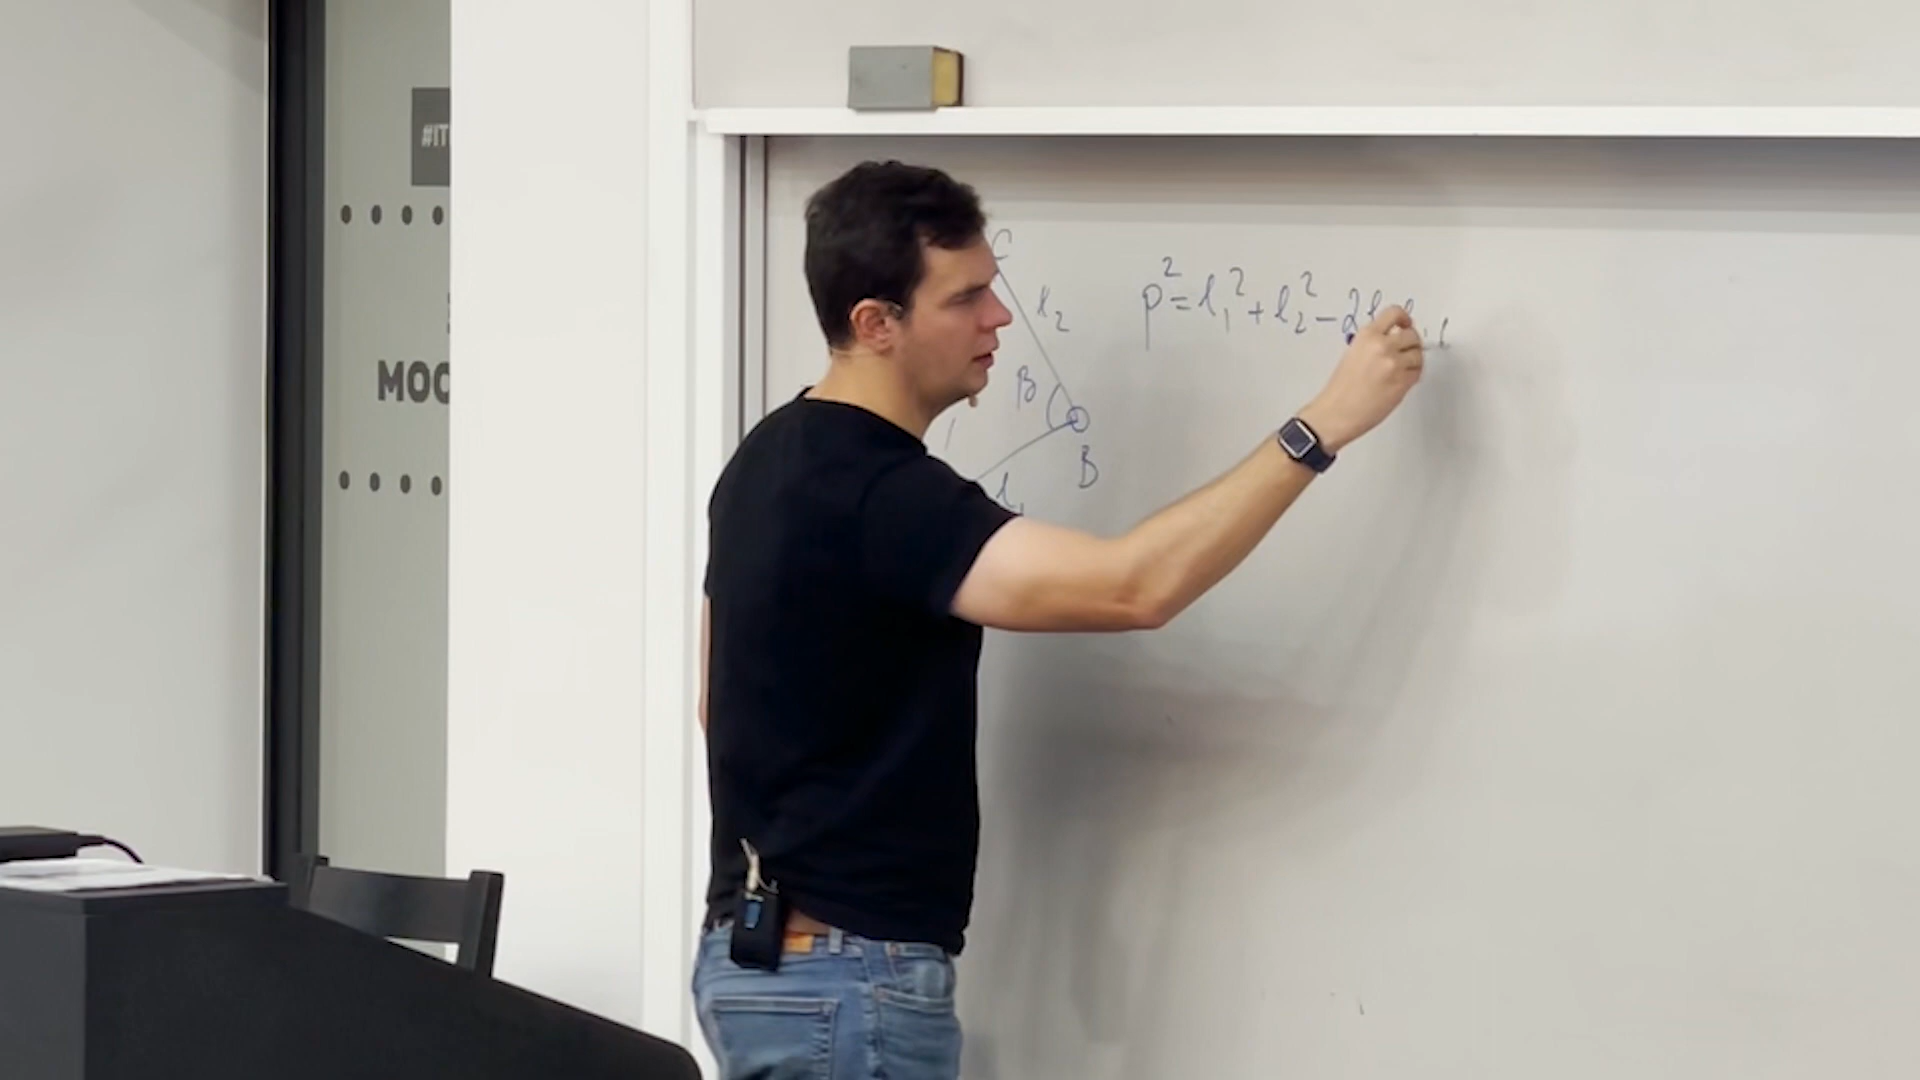 #IT
MOC
C
l₂
p² = l₁² + l₂² − 2l
β
B
l₁